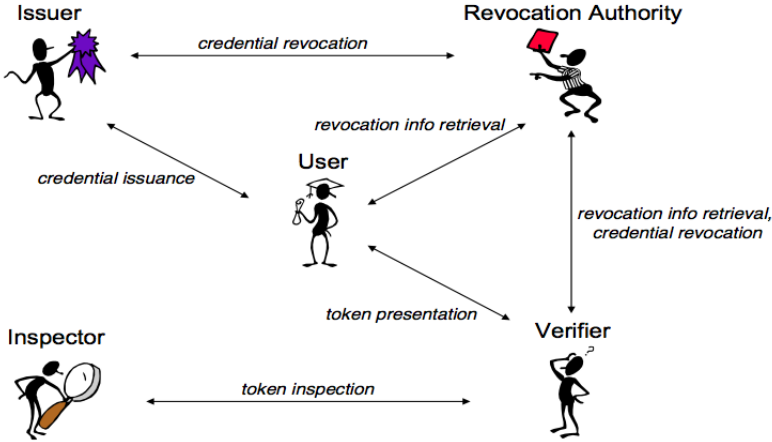 Issuer
Revocation Authority
credential revocation
revocation info retrieval
User
credential issuance
revocation info retrieval,
credential revocation
token presentation
Inspector
Verifier
?
token inspection